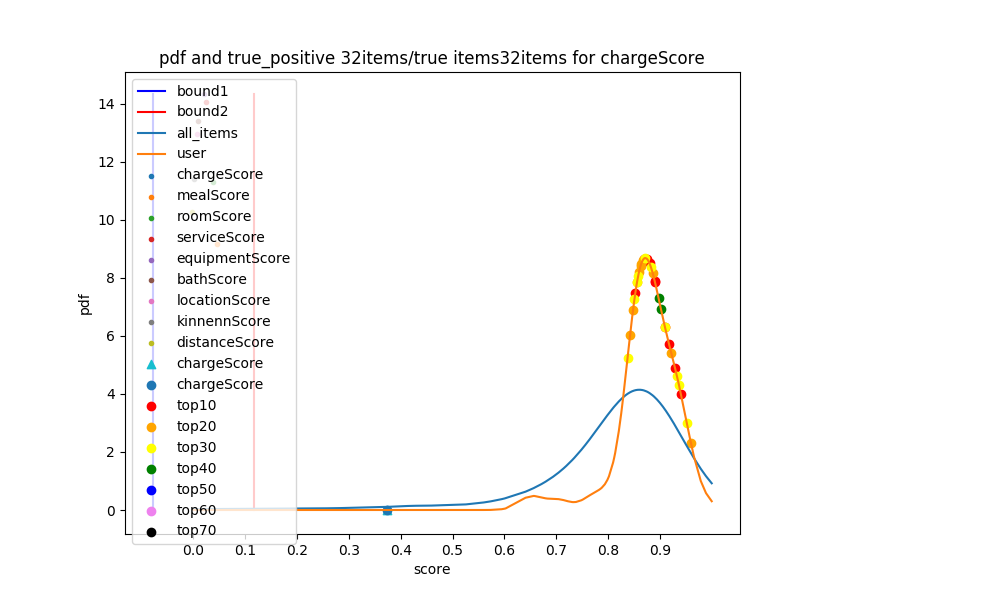 pdf and true_positive 32items/true items32items for chargeScore
pdf
14
12
10
8
6
4
2
0
bound1
bound2
all_items
user
chargeScore
mealScore
roomScore
serviceScore
equipmentScore
bathScore
locationScore
kinnennScore
distanceScore
chargeScore
chargeScore
top10
top20
top30
top40
top50
top60
top70
0.0 0.1 0.2 0.3 0.4 0.5 0.6 0.7 0.8 0.9
score